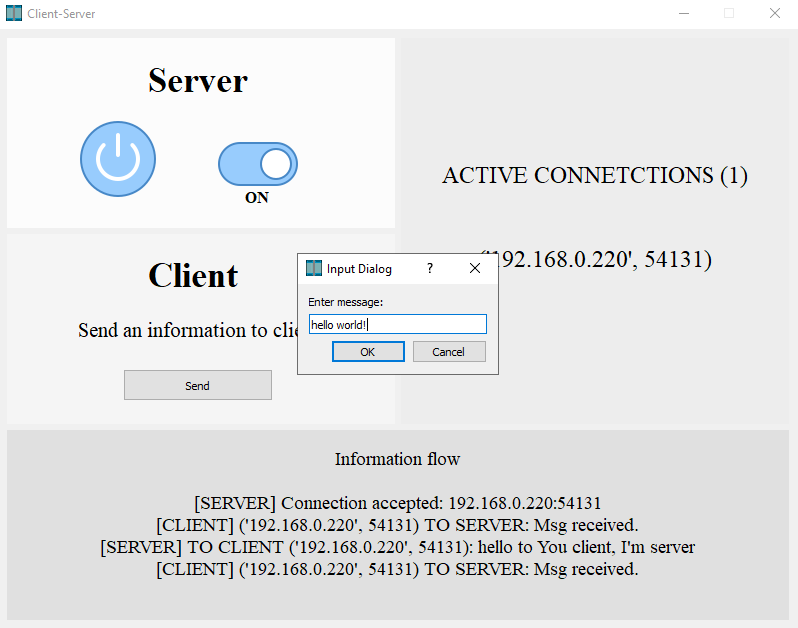 Client-Server
Server
ON
ACTIVE CONNETCTIONS (1)
'192.168.0.220', 54131)
Client
Send an information to clie
Send
Input Dialog
?
Enter message:
hello world!
OK
Cancel
Information flow
[SERVER] Connection accepted: 192.168.0.220:54131
[CLIENT] ('192.168.0.220', 54131) TO SERVER: Msg received.
[SERVER] TO CLIENT ('192.168.0.220', 54131): hello to You client, I'm server
[CLIENT] ('192.168.0.220', 54131) TO SERVER: Msg received.